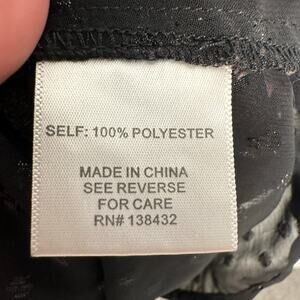 SELF: 100% POLYESTER
MADE IN CHINA
SEE REVERSE
FOR CARE
RN# 138432